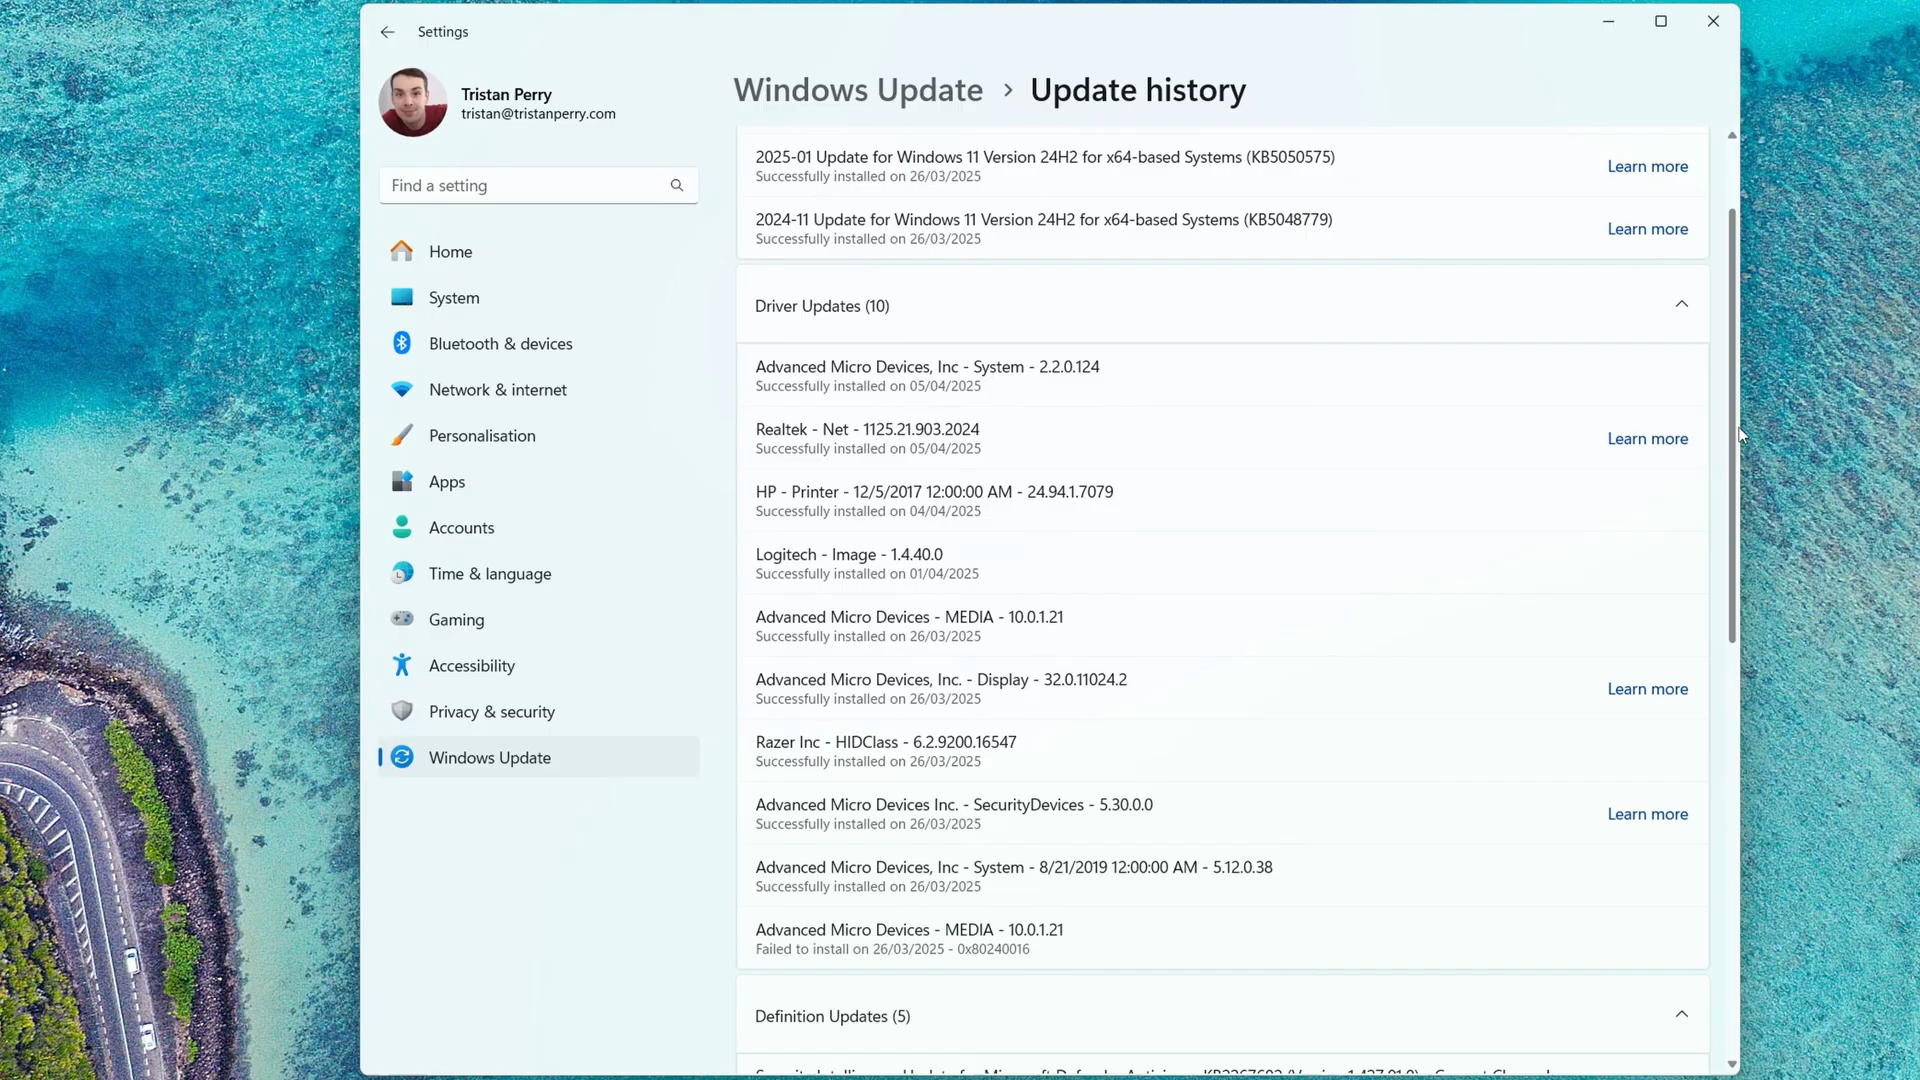 Settings
Tristan Perry
tristan@tristanperry.com
Find a setting
Home
System
Bluetooth & devices
Network & internet
Personalisation
Apps
Accounts
Time & language
Gaming
Accessibility
Privacy & security
Windows Update
Windows Update > Update history
2025-01 Update for Windows 11 Version 24H2 for x64-based Systems (KB5050575)
Successfully installed on 26/03/2025
Learn more
2024-11 Update for Windows 11 Version 24H2 for x64-based Systems (KB5048779)
Successfully installed on 26/03/2025
Learn more
Driver Updates (10)
Advanced Micro Devices, Inc - System - 2.2.0.124
Successfully installed on 05/04/2025
Realtek - Net - 1125.21.903.2024
Successfully installed on 05/04/2025
Learn more
HP - Printer - 12/5/2017 12:00:00 AM - 24.94.1.7079
Successfully installed on 04/04/2025
Logitech - Image - 1.4.40.0
Successfully installed on 01/04/2025
Advanced Micro Devices - MEDIA - 10.0.1.21
Successfully installed on 26/03/2025
Advanced Micro Devices, Inc. - Display - 32.0.11024.2
Successfully installed on 26/03/2025
Learn more
Razer Inc - HIDClass - 6.2.9200.16547
Successfully installed on 26/03/2025
Advanced Micro Devices Inc. - SecurityDevices - 5.30.0.0
Successfully installed on 26/03/2025
Learn more
Advanced Micro Devices, Inc - System - 8/21/2019 12:00:00 AM - 5.12.0.38
Successfully installed on 26/03/2025
Advanced Micro Devices - MEDIA - 10.0.1.21
Failed to install on 26/03/2025 - 0x80240016
Definition Updates (5)